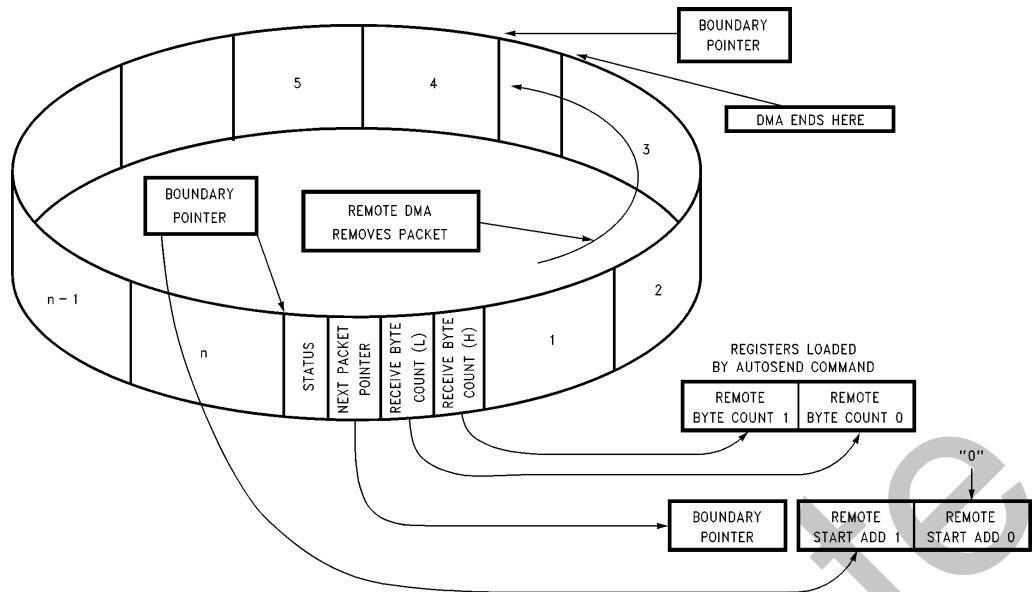 BOUNDARY
POINTER
DMA ENDS HERE
5
4
3
BOUNDARY
POINTER
REMOTE DMA
REMOVES PACKET
n - 1
n
STATUS
NEXT PACKET
POINTER
RECEIVE BYTE
COUNT (L)
RECEIVE BYTE
COUNT (H)
1
2
REGISTERS LOADED
BY AUTOSEND COMMAND
REMOTE
BYTE COUNT 1
REMOTE
BYTE COUNT 0
"0"
BOUNDARY
POINTER
REMOTE
START ADD 1
REMOTE
START ADD 0
te